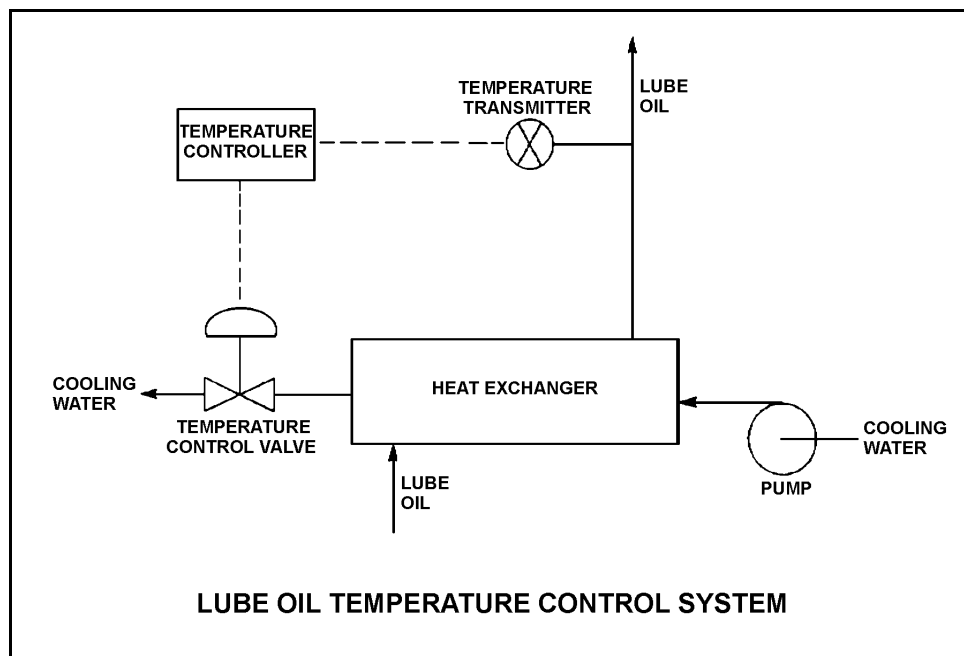 TEMPERATURE
TRANSMITTER
LUBE
OIL
TEMPERATURE
CONTROLLER
HEAT EXCHANGER
COOLING
WATER
TEMPERATURE
CONTROL VALVE
COOLING
WATER
PUMP
LUBE
OIL
LUBE OIL TEMPERATURE CONTROL SYSTEM